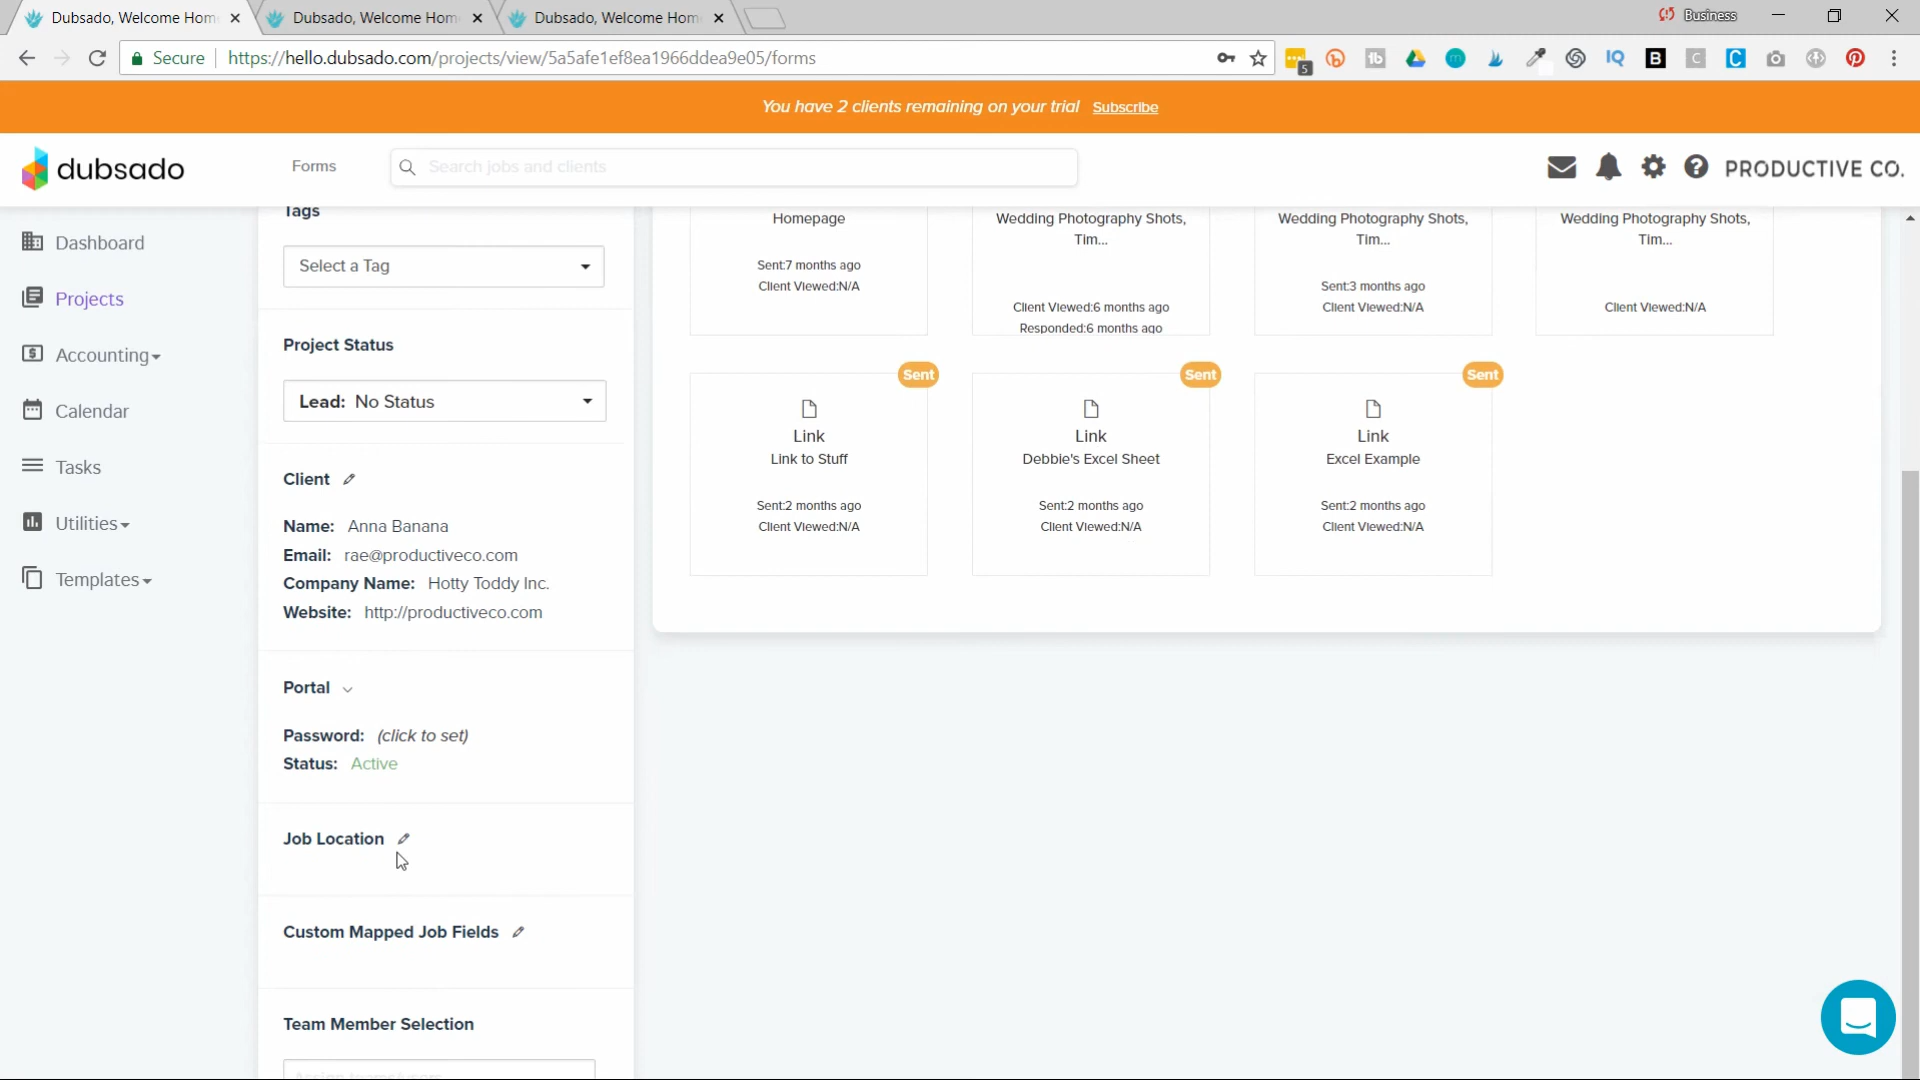 Dubsado, Welcome Hom
Dubsado, Welcome Hom
Dubsado, Welcome Hom
Business
Secure
https://hello.dubsado.com/projects/view/5a5afe1ef8ea1966ddea9e05/forms
5
You have 2 clients remaining on your trial Subscribe
dubsado
Forms
Search jobs and clients
PRODUCTIVE CO.
Dashboard
Projects
Accounting
Calendar
Tasks
Utilities
Templates
Tags
Select a Tag
Project Status
Lead: No Status
Client
Name: Anna Banana
Email: rae@productiveco.com
Company Name: Hotty Toddy Inc.
Website: http://productiveco.com
Portal
Password: (click to set)
Status: Active
Job Location
Custom Mapped Job Fields
Team Member Selection
Homepage
Sent:7 months ago
Client Viewed:N/A
Wedding Photography Shots,
Tim...
Client Viewed:6 months ago
Responded:6 months ago
Wedding Photography Shots,
Tim...
Sent:3 months ago
Client Viewed:N/A
Wedding Photography Shots,
Tim...
Client Viewed:N/A
Sent
Link
Link to Stuff
Sent:2 months ago
Client Viewed:N/A
Sent
Link
Debbie's Excel Sheet
Sent:2 months ago
Client Viewed:N/A
Sent
Link
Excel Example
Sent:2 months ago
Client Viewed:N/A